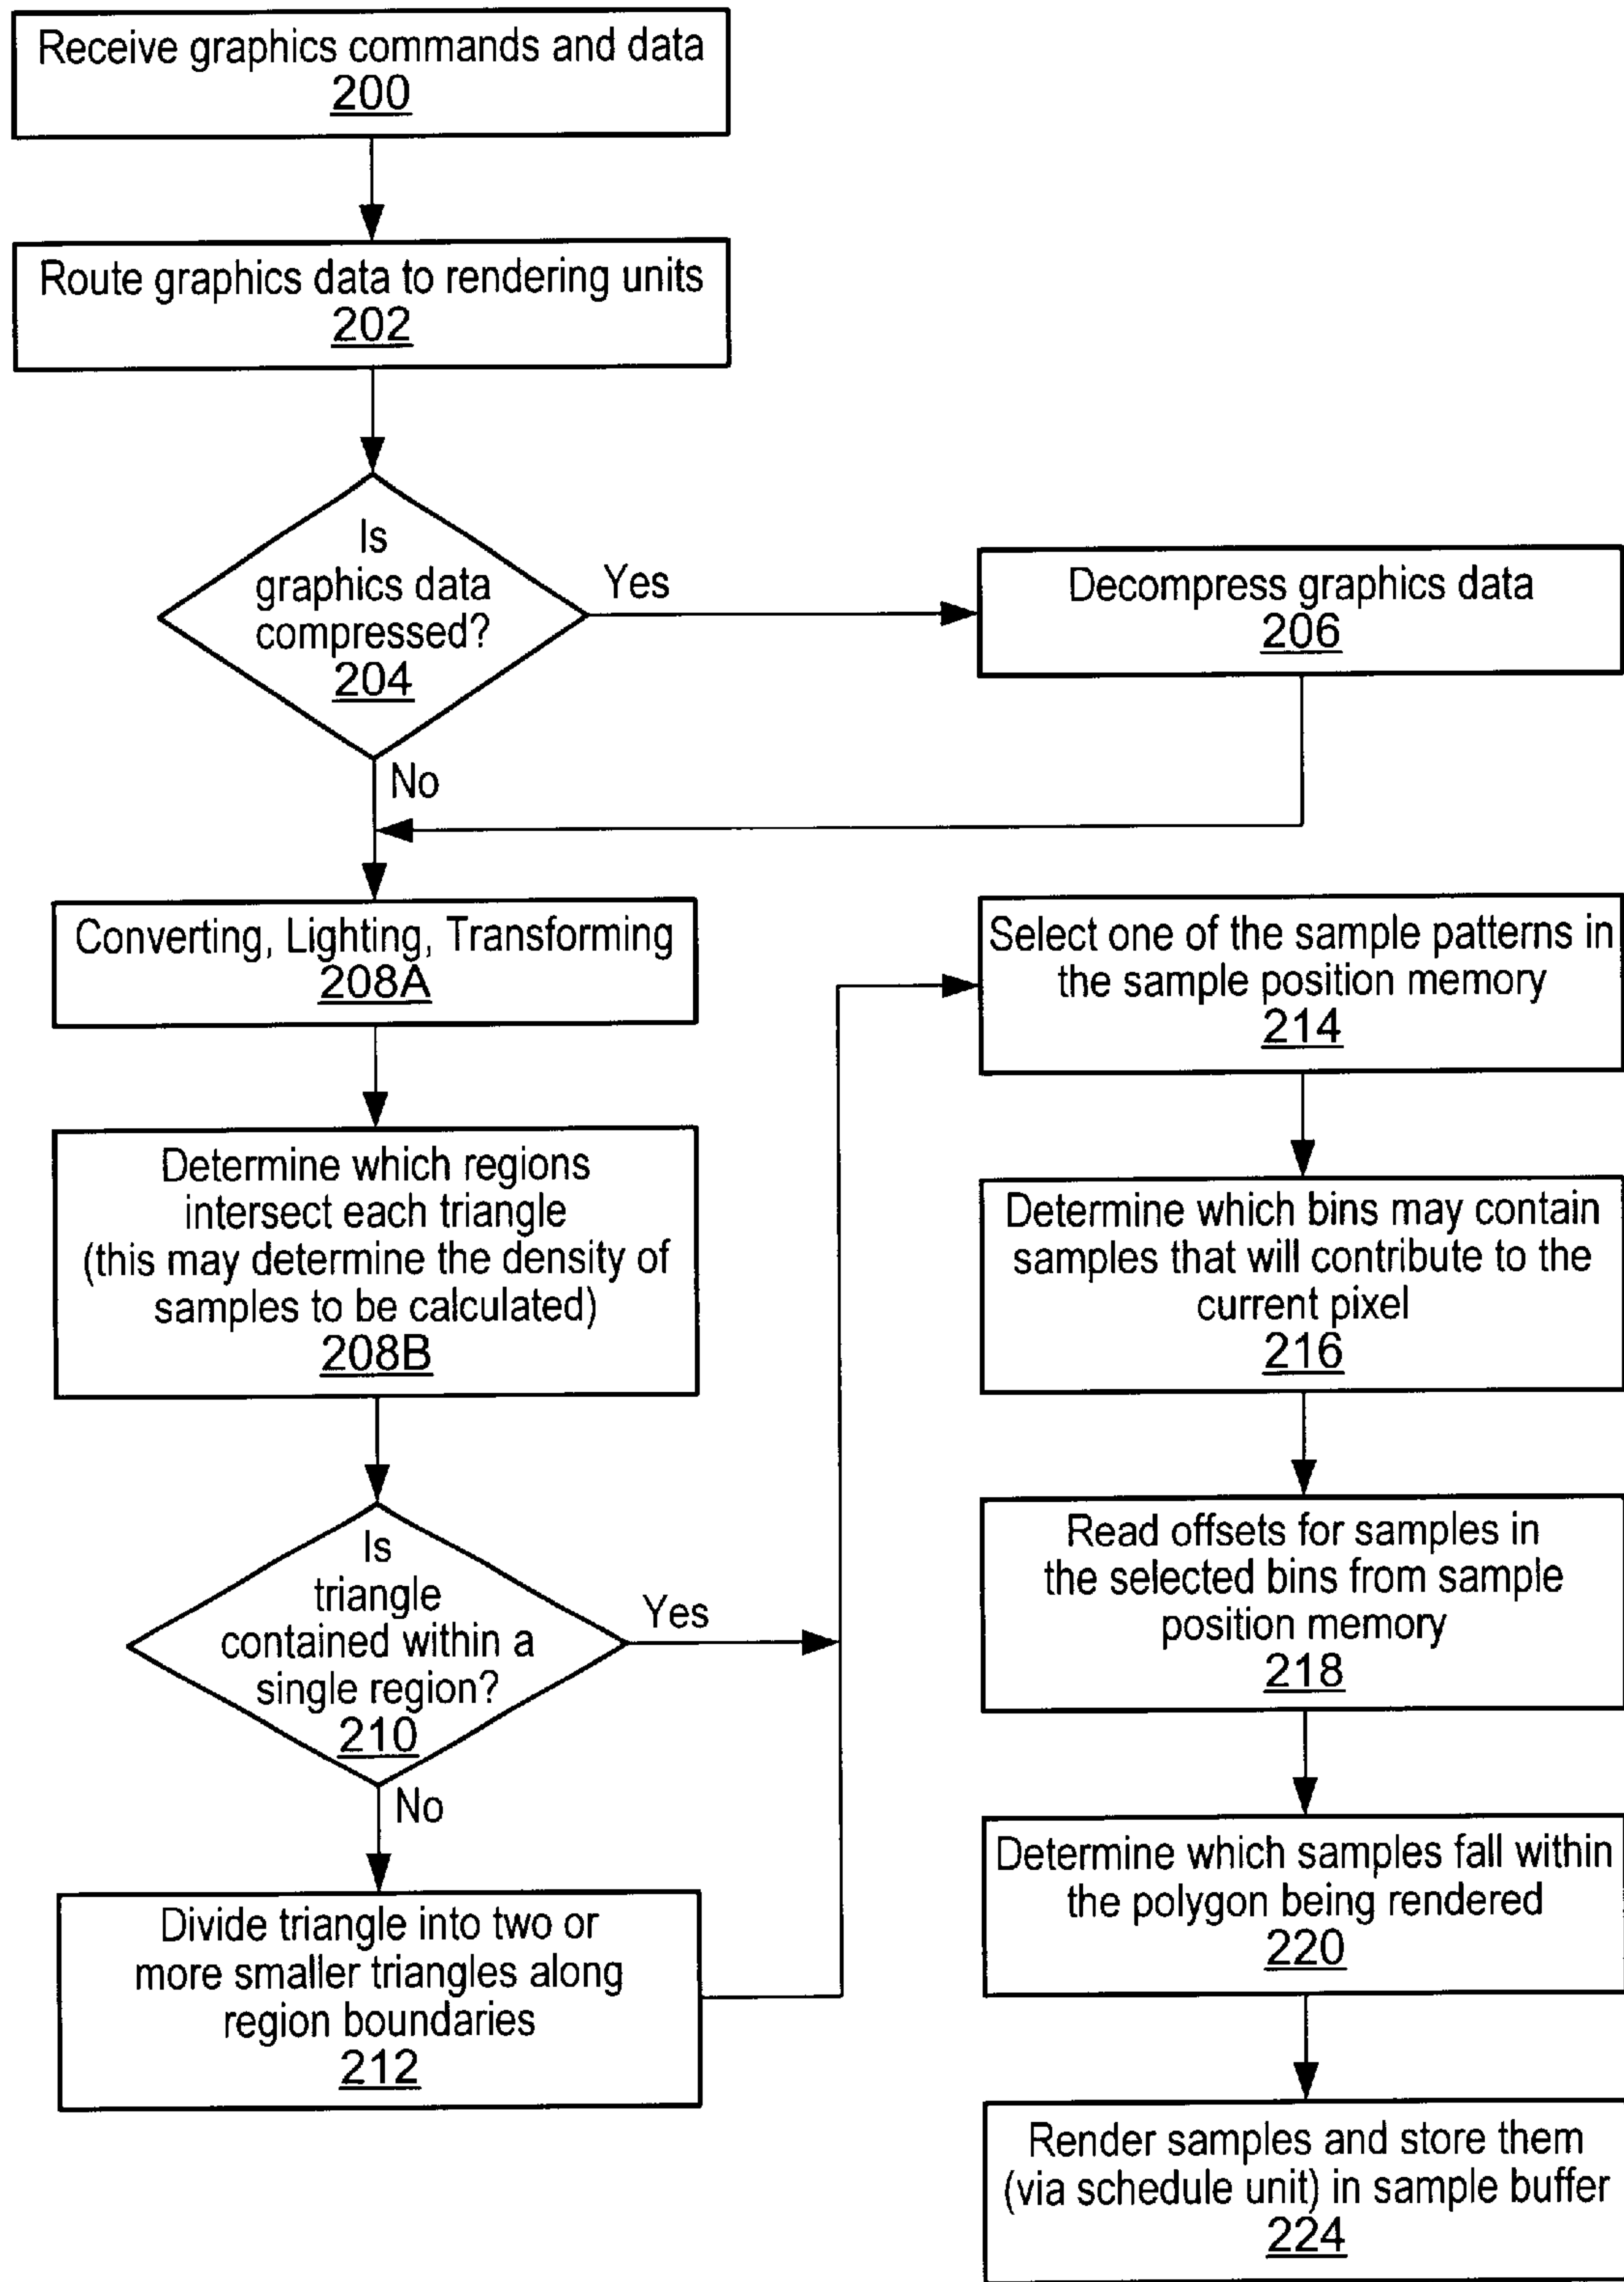 Receive graphics commands and data
200
Route graphics data to rendering units
202
Is
graphics data
compressed?
204
Yes
Decompress graphics data
206
No
Converting, Lighting, Transforming
208A
Determine which regions
intersect each triangle
(this may determine the density of
samples to be calculated)
208B
Is
triangle
contained within a
single region?
210
Yes
No
Divide triangle into two or
more smaller triangles along
region boundaries
212
Select one of the sample patterns in
the sample position memory
214
Determine which bins may contain
samples that will contribute to the
current pixel
216
Read offsets for samples in
the selected bins from sample
position memory
218
Determine which samples fall within
the polygon being rendered
220
Render samples and store them
(via schedule unit) in sample buffer
224